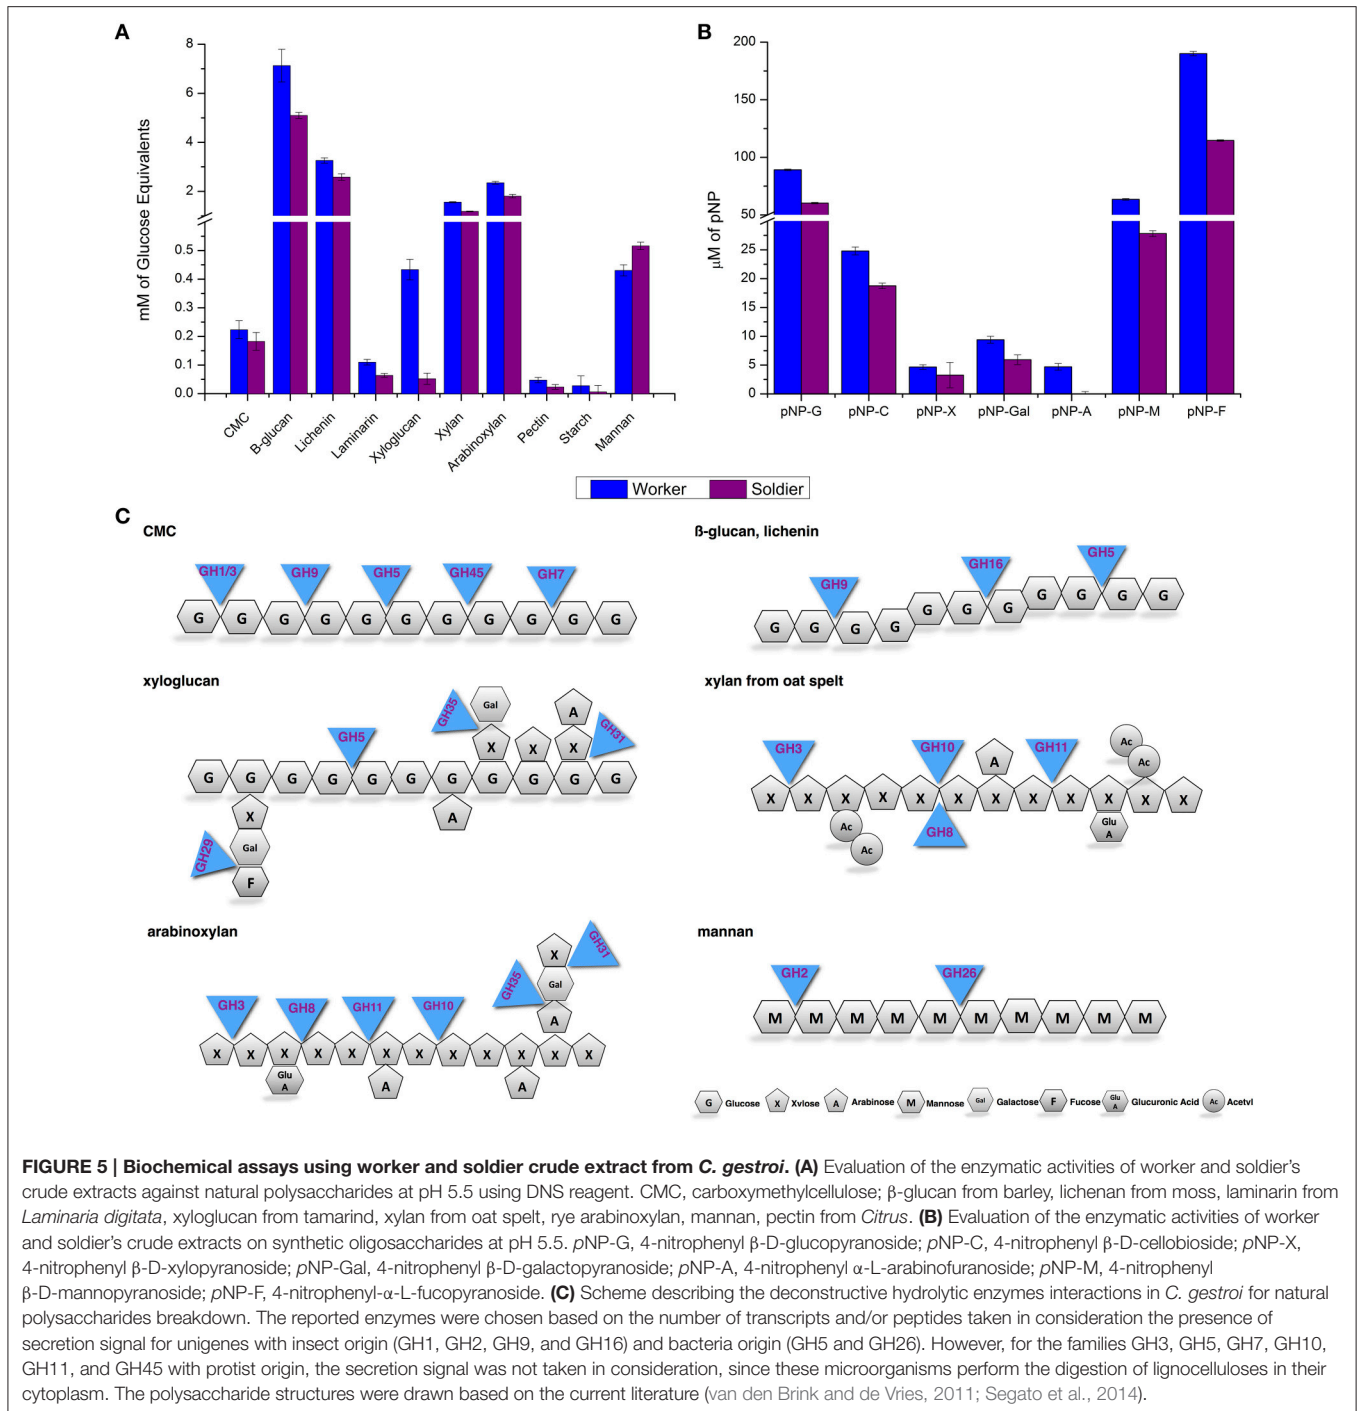 A
8
6
4
2
0.5
0.4
0.3
0.2
0.1
0.0
mM of Glucose Equivalents
CMC
B-glucan
Lichenin
Laminarin
Xyloglucan
Xylan
Arabinoxylan
Pectin
Starch
Mannan
B
200
150
100
50
25
20
15
10
5
0
µM of pNP
pNP-G pNP-C pNP-X pNP-Gal pNP-A pNP-M pNP-F
Worker Soldier
C
CMC
GH1/3 GH9 GH5 GH45 GH7
G G G G G G G G G G G
ß-glucan, lichenin
GH9 GH16 GH5
G G G G G G G G G G G
xyloglucan
GH35 Gal A
GH5 X X X GH31
G G G G G G G G G G G
X A
GH29 Gal
F
xylan from oat spelt
GH3 GH10 A GH11 Ac Ac
X X X X X X X X X X X X
Ac Ac GH8 Glu A
arabinoxylan
X GH31
GH35 Gal
GH3 GH8 GH11 GH10 A
X X X X X X X X X X X X
Glu A A A
mannan
GH2 GH26
M M M M M M M M M M
G Glucose X Xvlose A Arabinose M Mannose Gal Galactose F Fucose Glu A Glucuronic Acid Ac Acetvl
FIGURE 5 | Biochemical assays using worker and soldier crude extract from C. gestroi. (A) Evaluation of the enzymatic activities of worker and soldier's
crude extracts against natural polysaccharides at pH 5.5 using DNS reagent. CMC, carboxymethylcellulose; β-glucan from barley, lichenan from moss, laminarin from
Laminaria digitata, xyloglucan from tamarind, xylan from oat spelt, rye arabinoxylan, mannan, pectin from Citrus. (B) Evaluation of the enzymatic activities of worker
and soldier's crude extracts on synthetic oligosaccharides at pH 5.5. pNP-G, 4-nitrophenyl β-D-glucopyranoside; pNP-C, 4-nitrophenyl β-D-cellobioside; pNP-X,
4-nitrophenyl β-D-xylopyranoside; pNP-Gal, 4-nitrophenyl β-D-galactopyranoside; pNP-A, 4-nitrophenyl α-L-arabinofuranoside; pNP-M, 4-nitrophenyl
β-D-mannopyranoside; pNP-F, 4-nitrophenyl-α-L-fucopyranoside. (C) Scheme describing the deconstructive hydrolytic enzymes interactions in C. gestroi for natural
polysaccharides breakdown. The reported enzymes were chosen based on the number of transcripts and/or peptides taken in consideration the presence of
secretion signal for unigenes with insect origin (GH1, GH2, GH9, and GH16) and bacteria origin (GH5 and GH26). However, for the families GH3, GH5, GH7, GH10,
GH11, and GH45 with protist origin, the secretion signal was not taken in consideration, since these microorganisms perform the digestion of lignocelluloses in their
cytoplasm. The polysaccharide structures were drawn based on the current literature (van den Brink and de Vries, 2011; Segato et al., 2014).